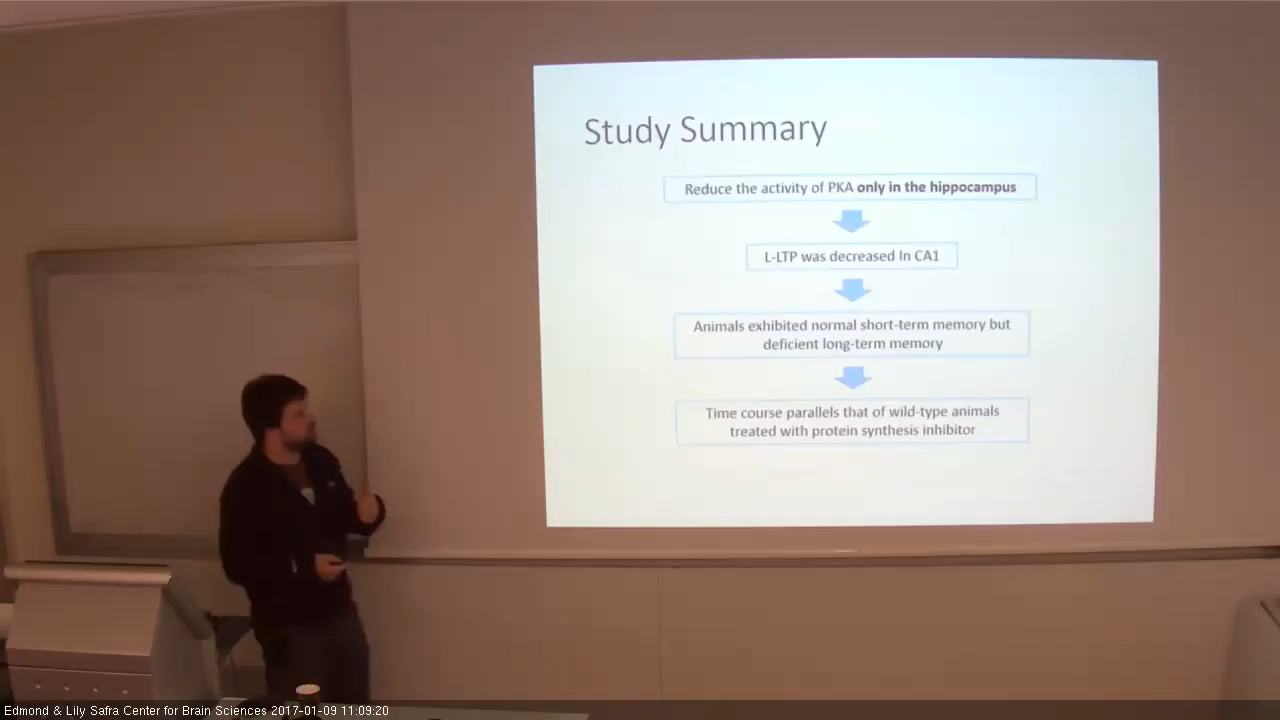 Study Summary
Reduce the activity of PKA only in the hippocampus
L-LTP was decreased In CA1
Animals exhibited normal short-term memory but
deficient long-term memory
Time course parallels that of wild-type animals
treated with protein synthesis inhibitor
Edmond & Lily Safra Center for Brain Sciences 2017-01-09 11:09:20